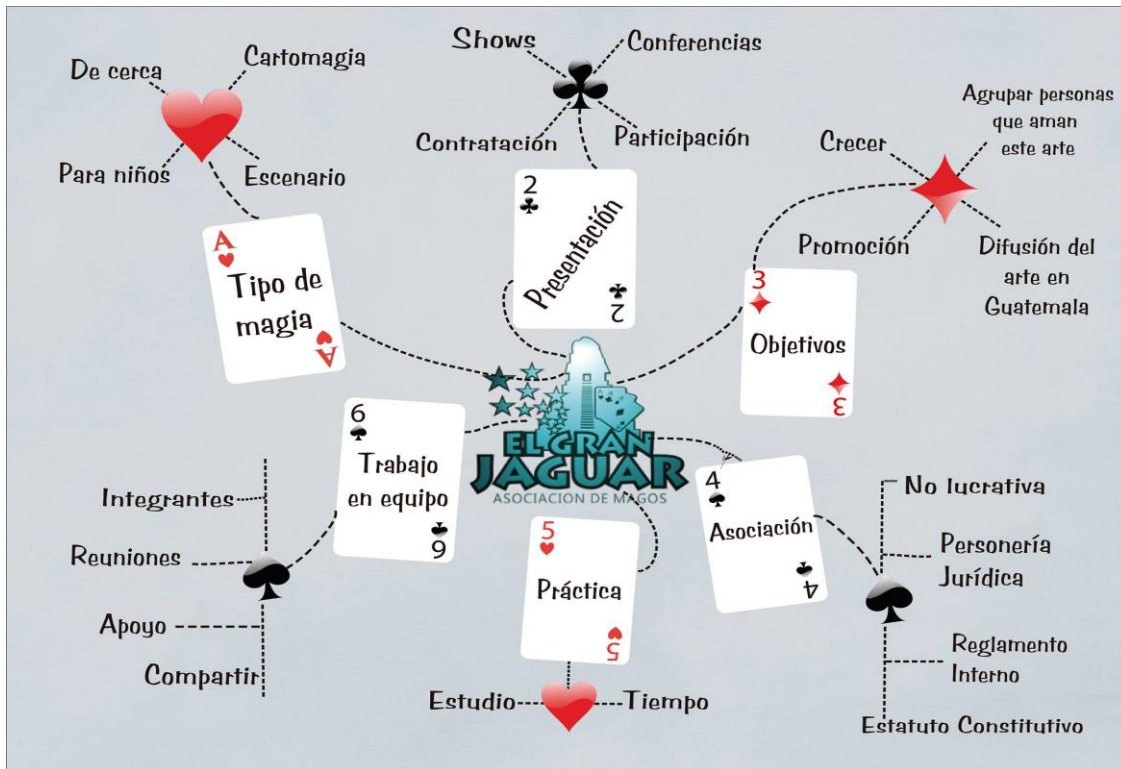 De cerca
Cartomagia
Para niños
Escenario
A
Tipo de
magia
A
Shows
Conferencias
Contratación
Participación
2
Presentación
2
Crecer
Agrupar personas
que aman
este arte
Promoción
Difusión del
arte en
Guatemala
3
Objetivos
3
EL GRAN
JAGUAR
ASOCIACION DE MAGOS
6
Trabajo
en equipo
6
Integrantes
Reuniones
Apoyo
Compartir
5
Práctica
5
Estudio
Tiempo
4
Asociación
4
No lucrativa
Personería
Jurídica
Reglamento
Interno
Estatuto Constitutivo